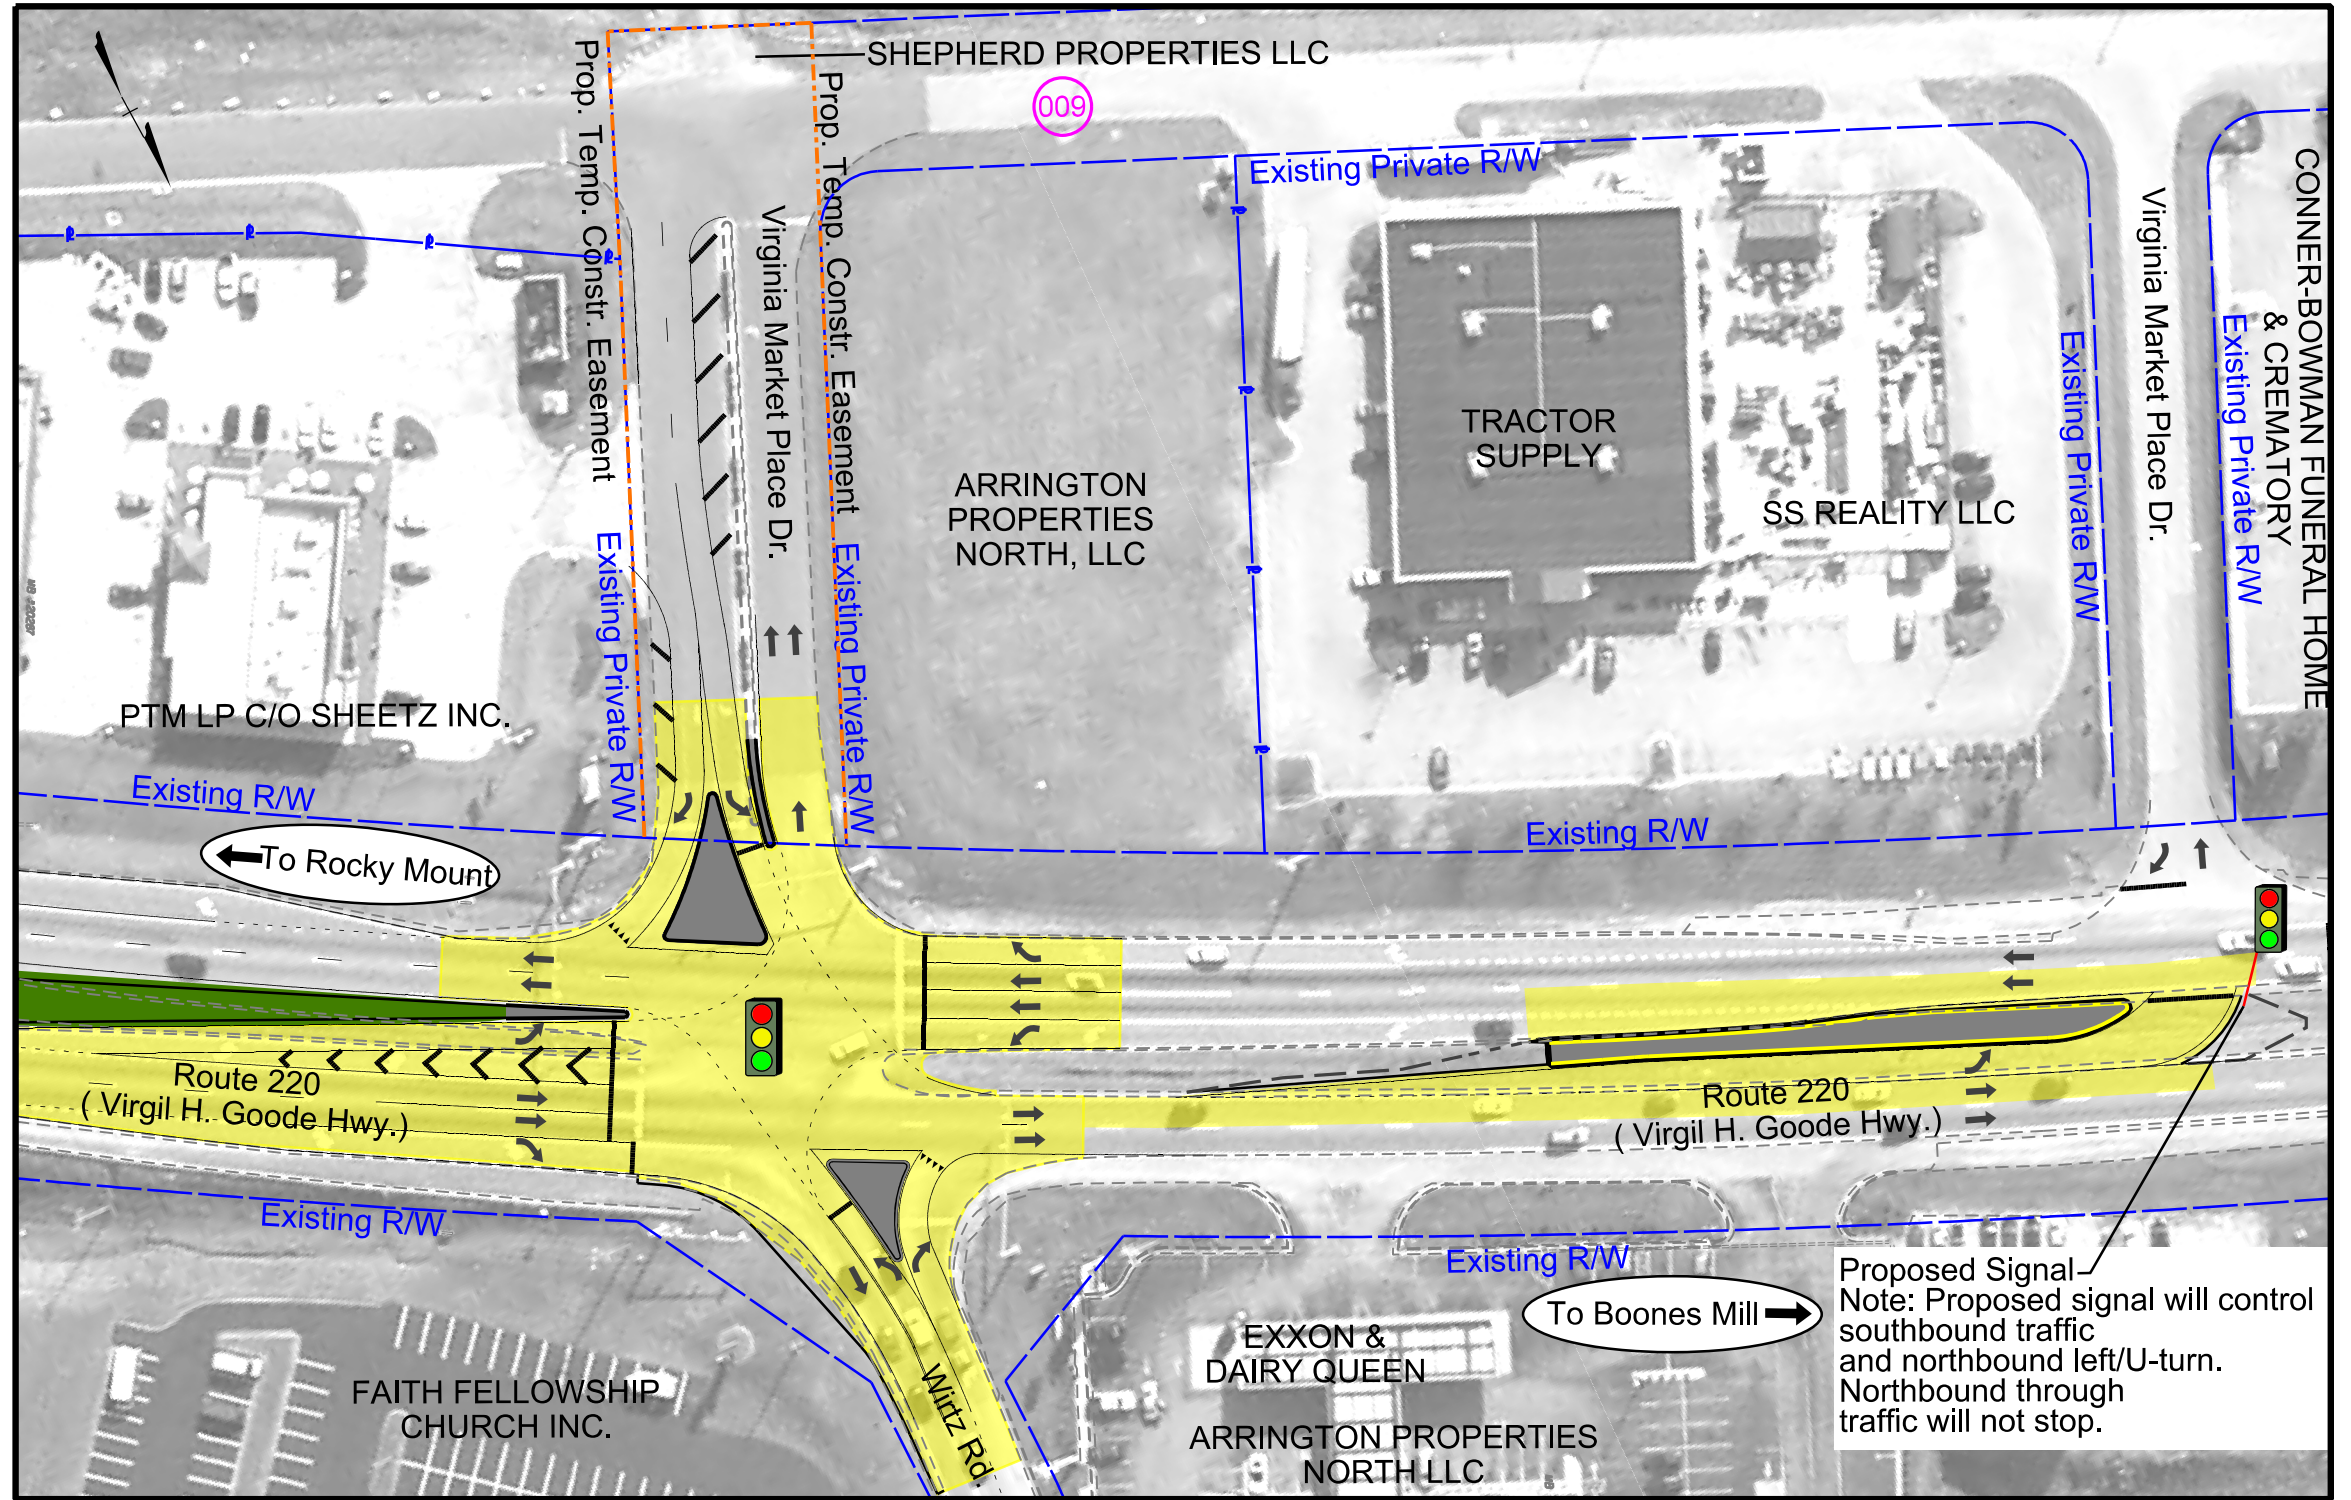 SHEPHERD PROPERTIES LLC
009
Prop. Temp. Constr. Easement
Prop. Temp. Constr. Easement
Existing Private R/W
Virginia Market Place Dr.
Virginia Market Place Dr.
CONNER-BOWMAN FUNERAL HOME
& CREMATORY
Existing Private R/W
Existing Private R/W
TRACTOR
SUPPLY
ARRINGTON
PROPERTIES
NORTH, LLC
SS REALITY LLC
Existing Private R/W
Existing Private R/W
PTM LP C/O SHEETZ INC.
Existing R/W
Existing R/W
To Rocky Mount
Route 220
( Virgil H. Goode Hwy.)
Route 220
( Virgil H. Goode Hwy.)
Existing R/W
Existing R/W
To Boones Mill
Proposed Signal
Note: Proposed signal will control
southbound traffic
and northbound left/U-turn.
Northbound through
traffic will not stop.
EXXON &
DAIRY QUEEN
Wirtz Rd.
FAITH FELLOWSHIP
CHURCH INC.
ARRINGTON PROPERTIES
NORTH LLC